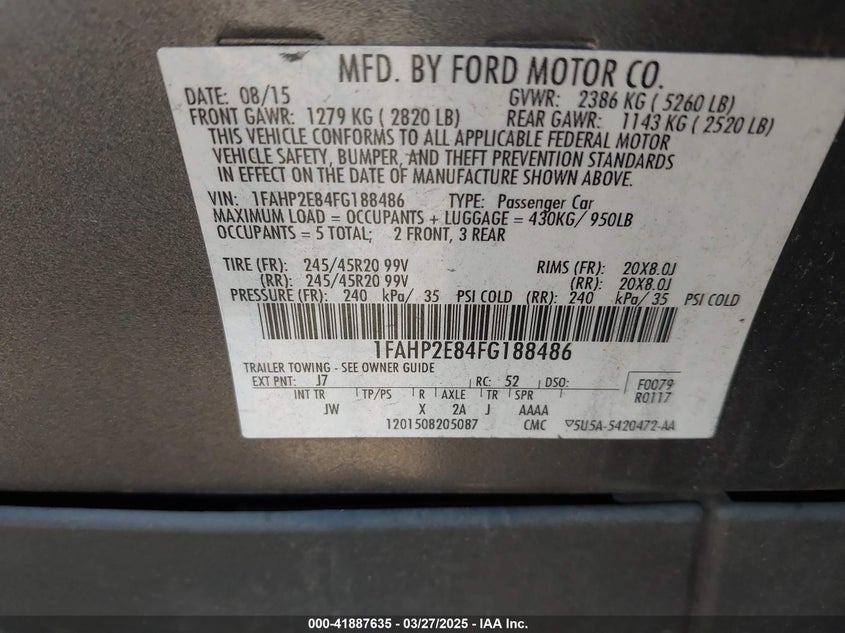 MFD. BY FORD MOTOR CO.
DATE: 08/15 GVWR: 2386 KG ( 5260 LB)
FRONT GAWR: 1279 KG ( 2820 LB) REAR GAWR: 1143 KG ( 2520 LB)
THIS VEHICLE CONFORMS TO ALL APPLICABLE FEDERAL MOTOR
VEHICLE SAFETY, BUMPER, AND THEFT PREVENTION STANDARDS
IN EFFECT ON THE DATE OF MANUFACTURE SHOWN ABOVE.
VIN: 1FAHP2E84FG188486 TYPE: Passenger Car
MAXIMUM LOAD = OCCUPANTS + LUGGAGE = 430KG/ 950LB
OCCUPANTS = 5 TOTAL; 2 FRONT, 3 REAR
TIRE (FR): 245/45R20 99V RIMS (FR): 20X8.0J
(RR): 245/45R20 99V (RR): 20X8.0J
PRESSURE (FR): 240 kPa/ 35 PSI COLD (RR): 240 kPa/ 35 PSI COLD
1FAHP2E84FG188486
TRAILER TOWING - SEE OWNER GUIDE
EXT PNT: J7 RC: 52 DSO: F0079
INT TR TP/PS R AXLE TR SPR R0117
JW X 2A J AAAA
1201508205087 CMC ▽5U5A-5420472-AA
000-41887635 - 03/27/2025 - IAA Inc.